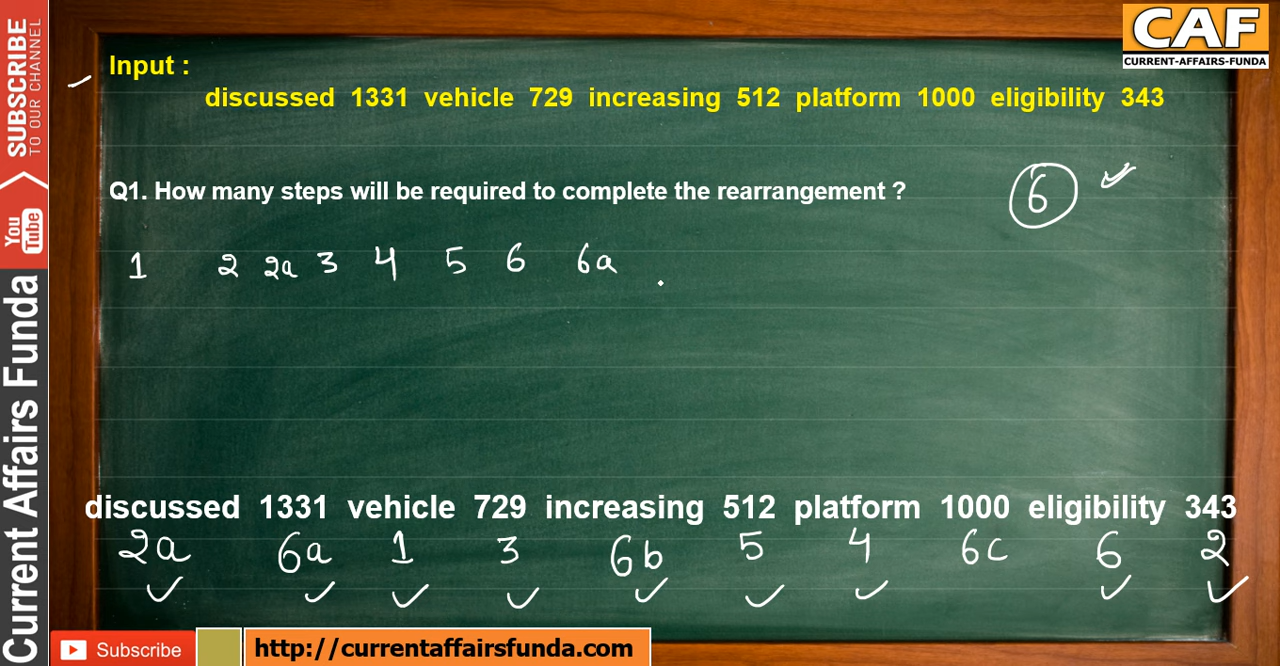 SUBSCRIBE
TO OUR CHANNEL
You Tube
Current Affairs Funda
CAF
CURRENT-AFFAIRS-FUNDA
Input :
discussed 1331 vehicle 729 increasing 512 platform 1000 eligibility 343
Q1. How many steps will be required to complete the rearrangement ?
6
1 2 2a 3 4 5 6 6a
discussed 1331 vehicle 729 increasing 512 platform 1000 eligibility 343
2a 6a 1 3 6b 5 4 6c 6 2
Subscribe
http://currentaffairsfunda.com